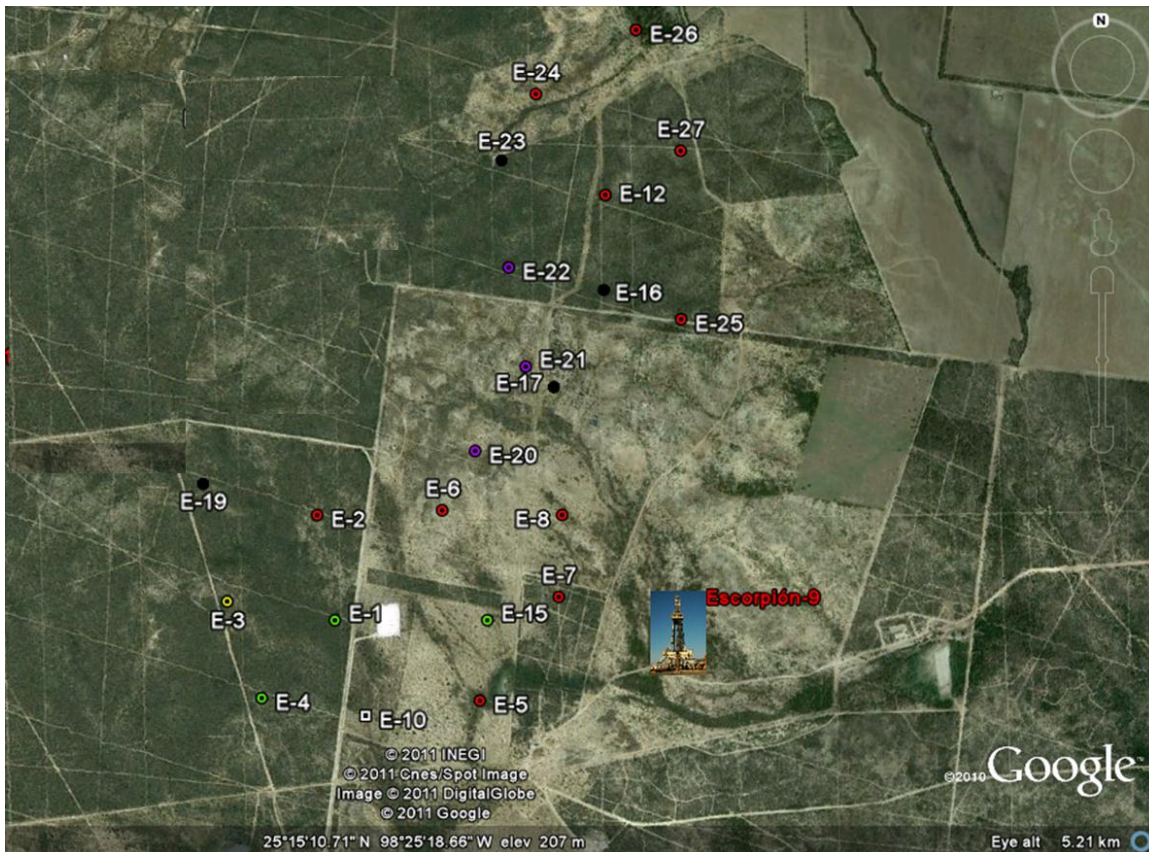 N
E-26
E-24
E-27
E-23
E-12
E-22
E-16
E-25
E-21
E-17
E-20
E-19
E-6
E-2
E-8
E-7
Escorpión-9
E-3
E-1
E-15
E-4
E-5
E-10
© 2011 INEGI
© 2011 Cnes/Spot Image
Image © 2011 DigitalGlobe
© 2011 Google
©2010 Google
25°15'10.71" N 98°25'18.66" W elev 207 m
Eye alt 5.21 km